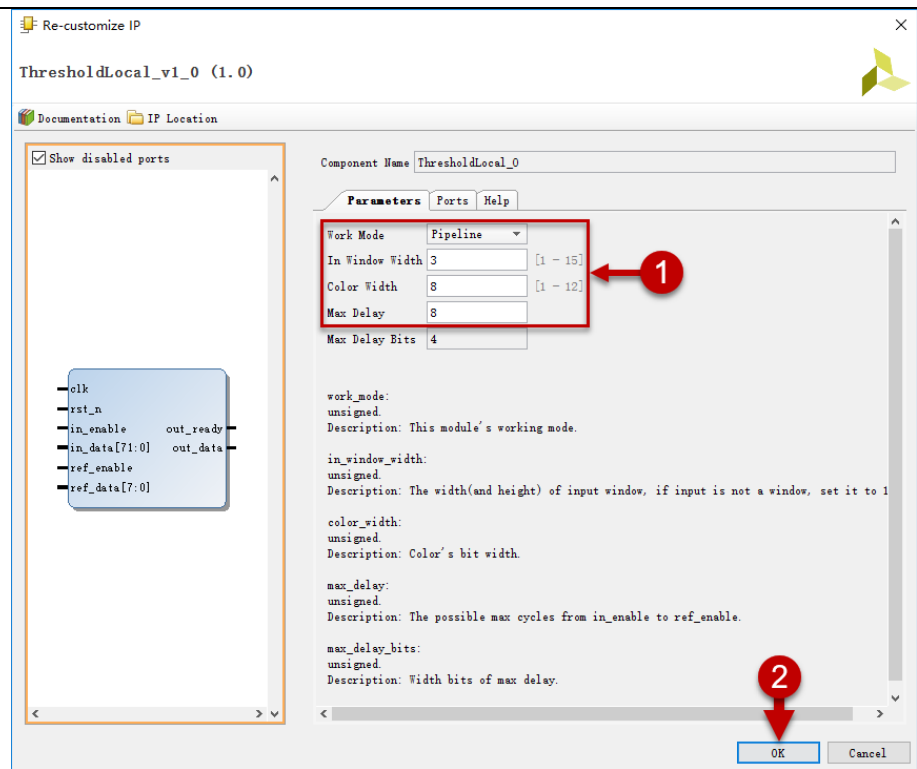 Re-customize IP
ThresholdLocal_v1_0 (1.0)
Documentation IP Location
Show disabled ports
clk
rst_n
in_enable out_ready
in_data[71:0] out_data
ref_enable
ref_data[7:0]
Component Name ThresholdLocal_0
Parameters Ports Help
Work Mode Pipeline
In Window Width 3 [1 - 15]
Color Width 8 [1 - 12]
Max Delay 8
Max Delay Bits 4
1
work_mode:
unsigned.
Description: This module's working mode.
in_window_width:
unsigned.
Description: The width(and height) of input window, if input is not a window, set it to 1
color_width:
unsigned.
Description: Color's bit width.
max_delay:
unsigned.
Description: The possible max cycles from in_enable to ref_enable.
max_delay_bits:
unsigned.
Description: Width bits of max delay.
2
OK Cancel